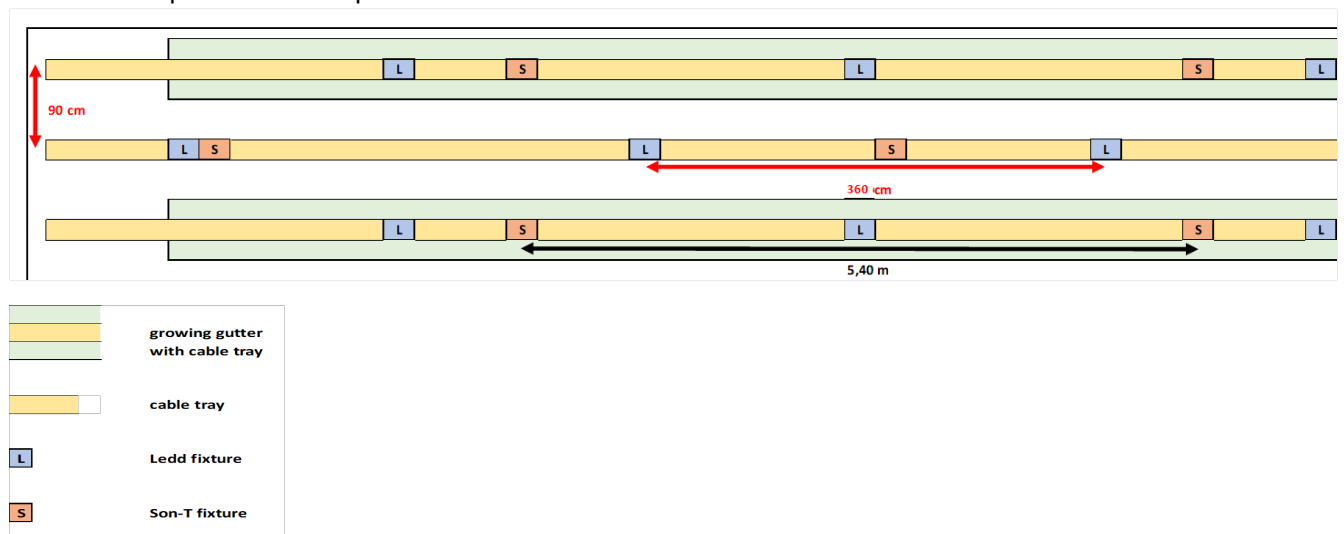 L S L S L
90 cm
L S L S L
360 cm
L S L S L
5,40 m
growing gutter
with cable tray
cable tray
L Ledd fixture
S Son-T fixture